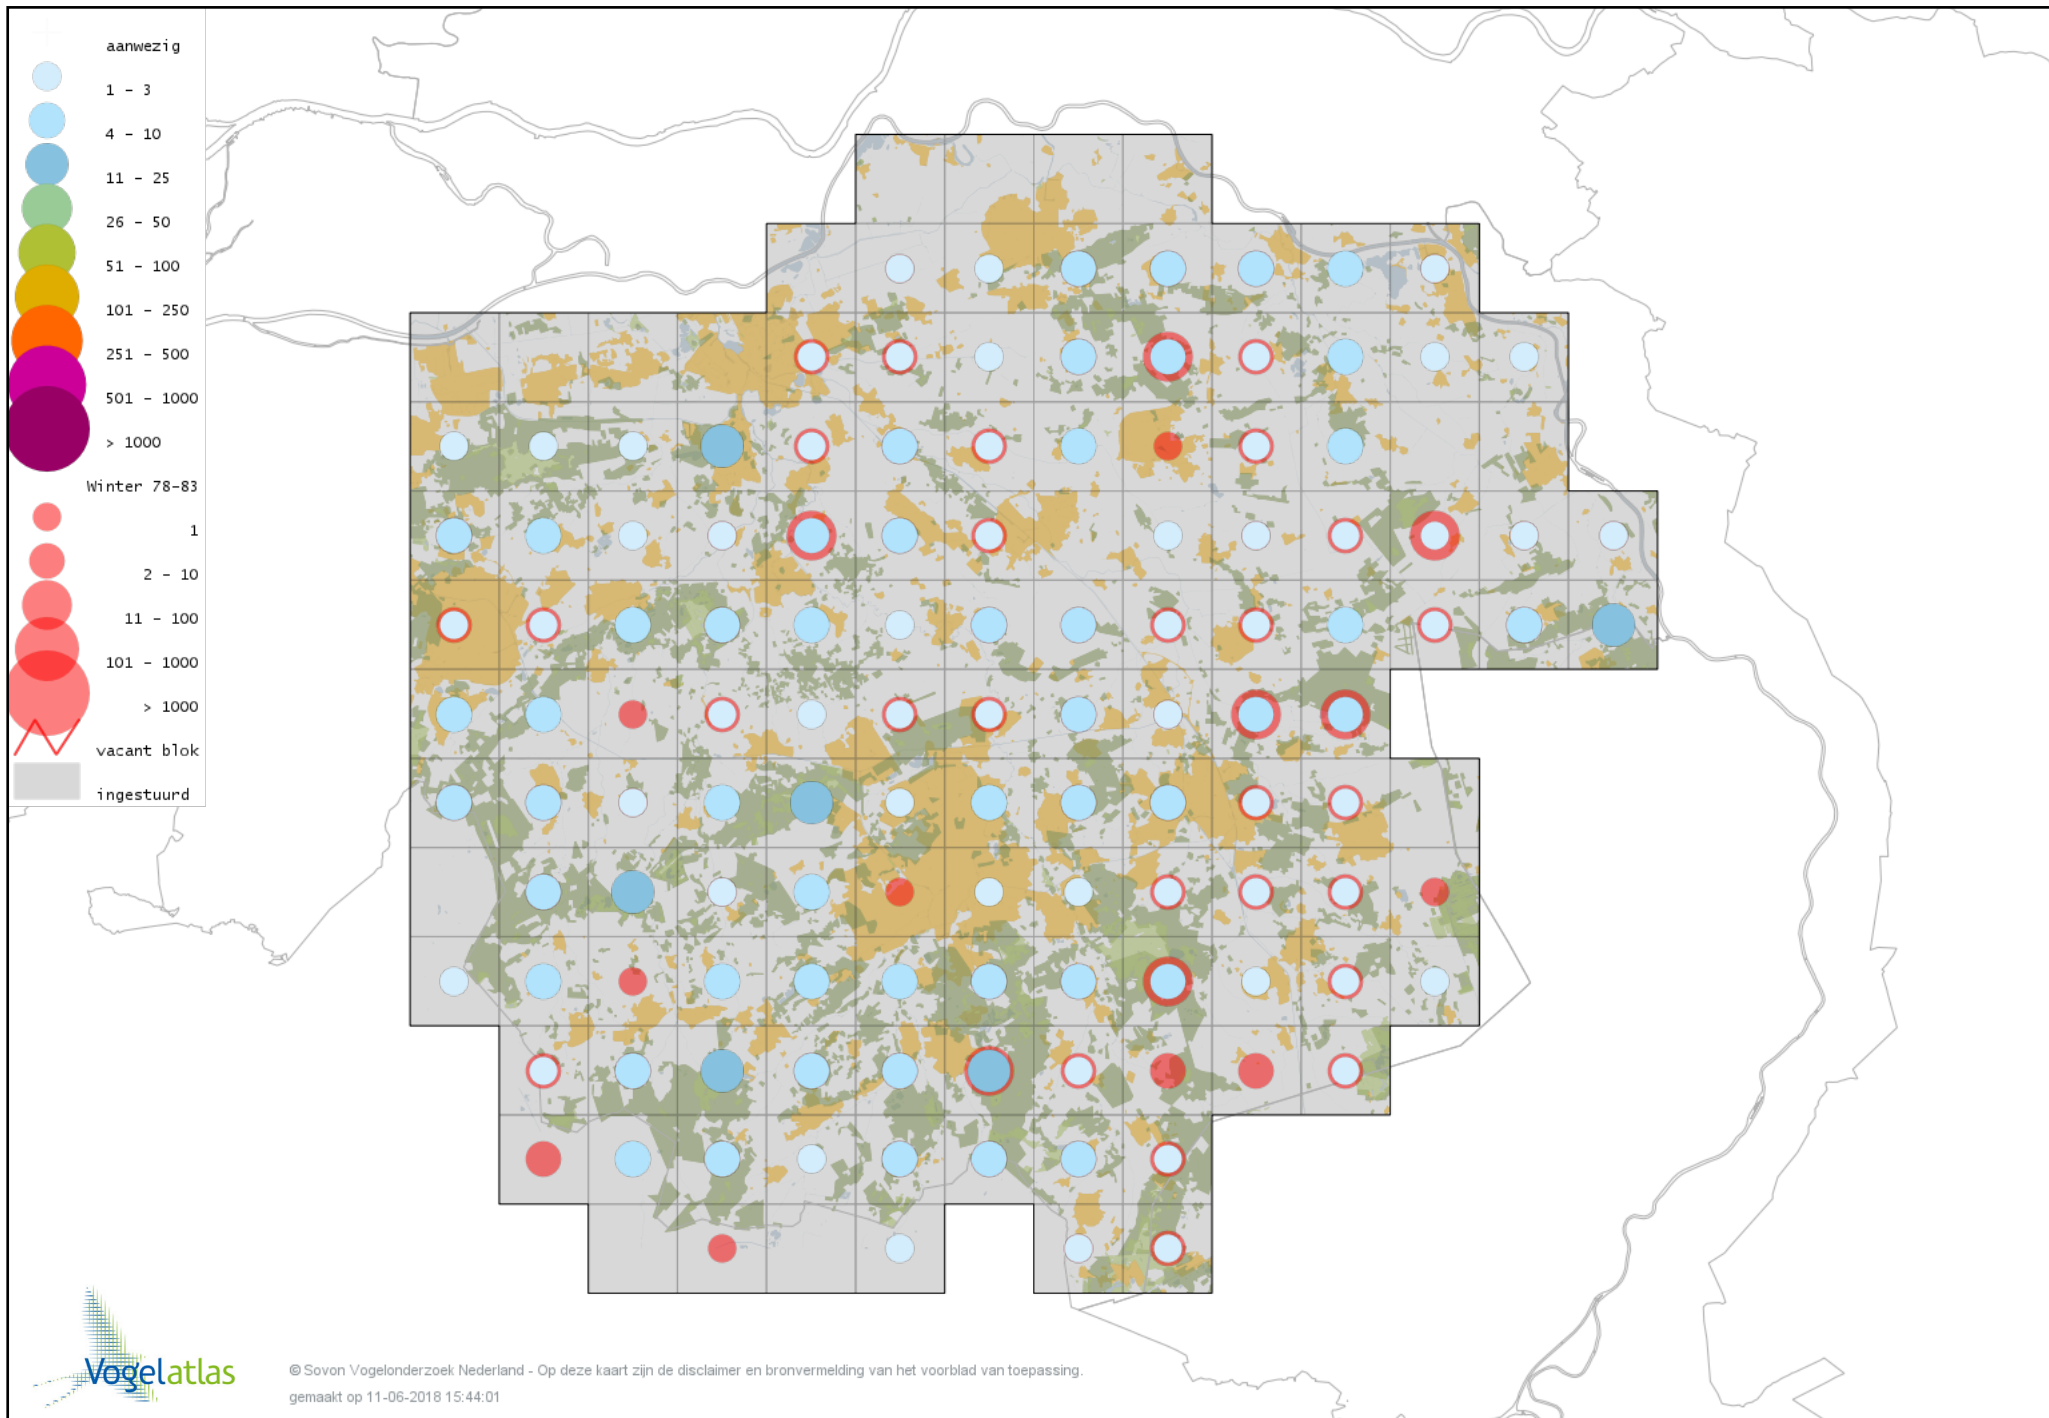 aanwezig
1 - 3
4 - 10
11 - 25
26 - 50
51 - 100
101 - 250
251 - 500
501 - 1000
> 1000
Winter 78-83
1
2 - 10
11 - 100
101 - 1000
> 1000
vacant blok
ingestuurd
Vogelatlas
© Sovon Vogelonderzoek Nederland - Op deze kaart zijn de disclaimer en bronvermelding van het voorblad van toepassing.
gemaakt op 11-06-2018 15:44:01